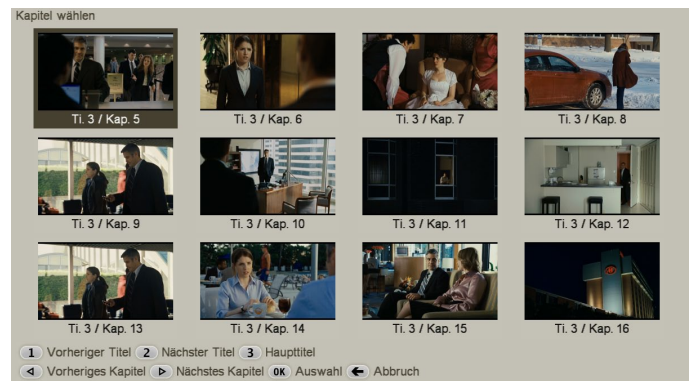 Kapitel wählen
Ti. 3 / Kap. 5 Ti. 3 / Kap. 6 Ti. 3 / Kap. 7 Ti. 3 / Kap. 8
Ti. 3 / Kap. 9 Ti. 3 / Kap. 10 Ti. 3 / Kap. 11 Ti. 3 / Kap. 12
Ti. 3 / Kap. 13 Ti. 3 / Kap. 14 Ti. 3 / Kap. 15 Ti. 3 / Kap. 16
1 Vorheriger Titel 2 Nächster Titel 3 Haupttitel
Vorheriges Kapitel Nächstes Kapitel OK Auswahl Abbruch